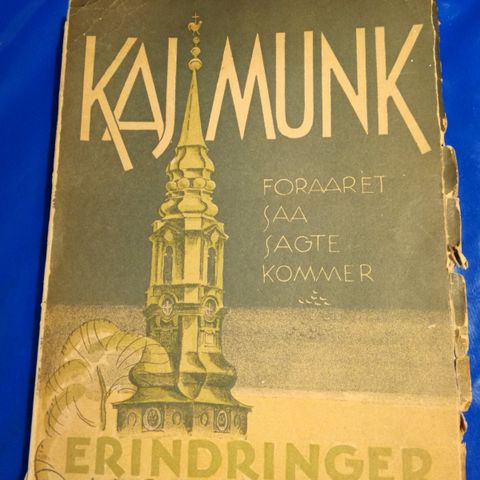 KAJ MUNK
FORAARET
SAA
SAGTE
KOMMER
ERINDRINGER